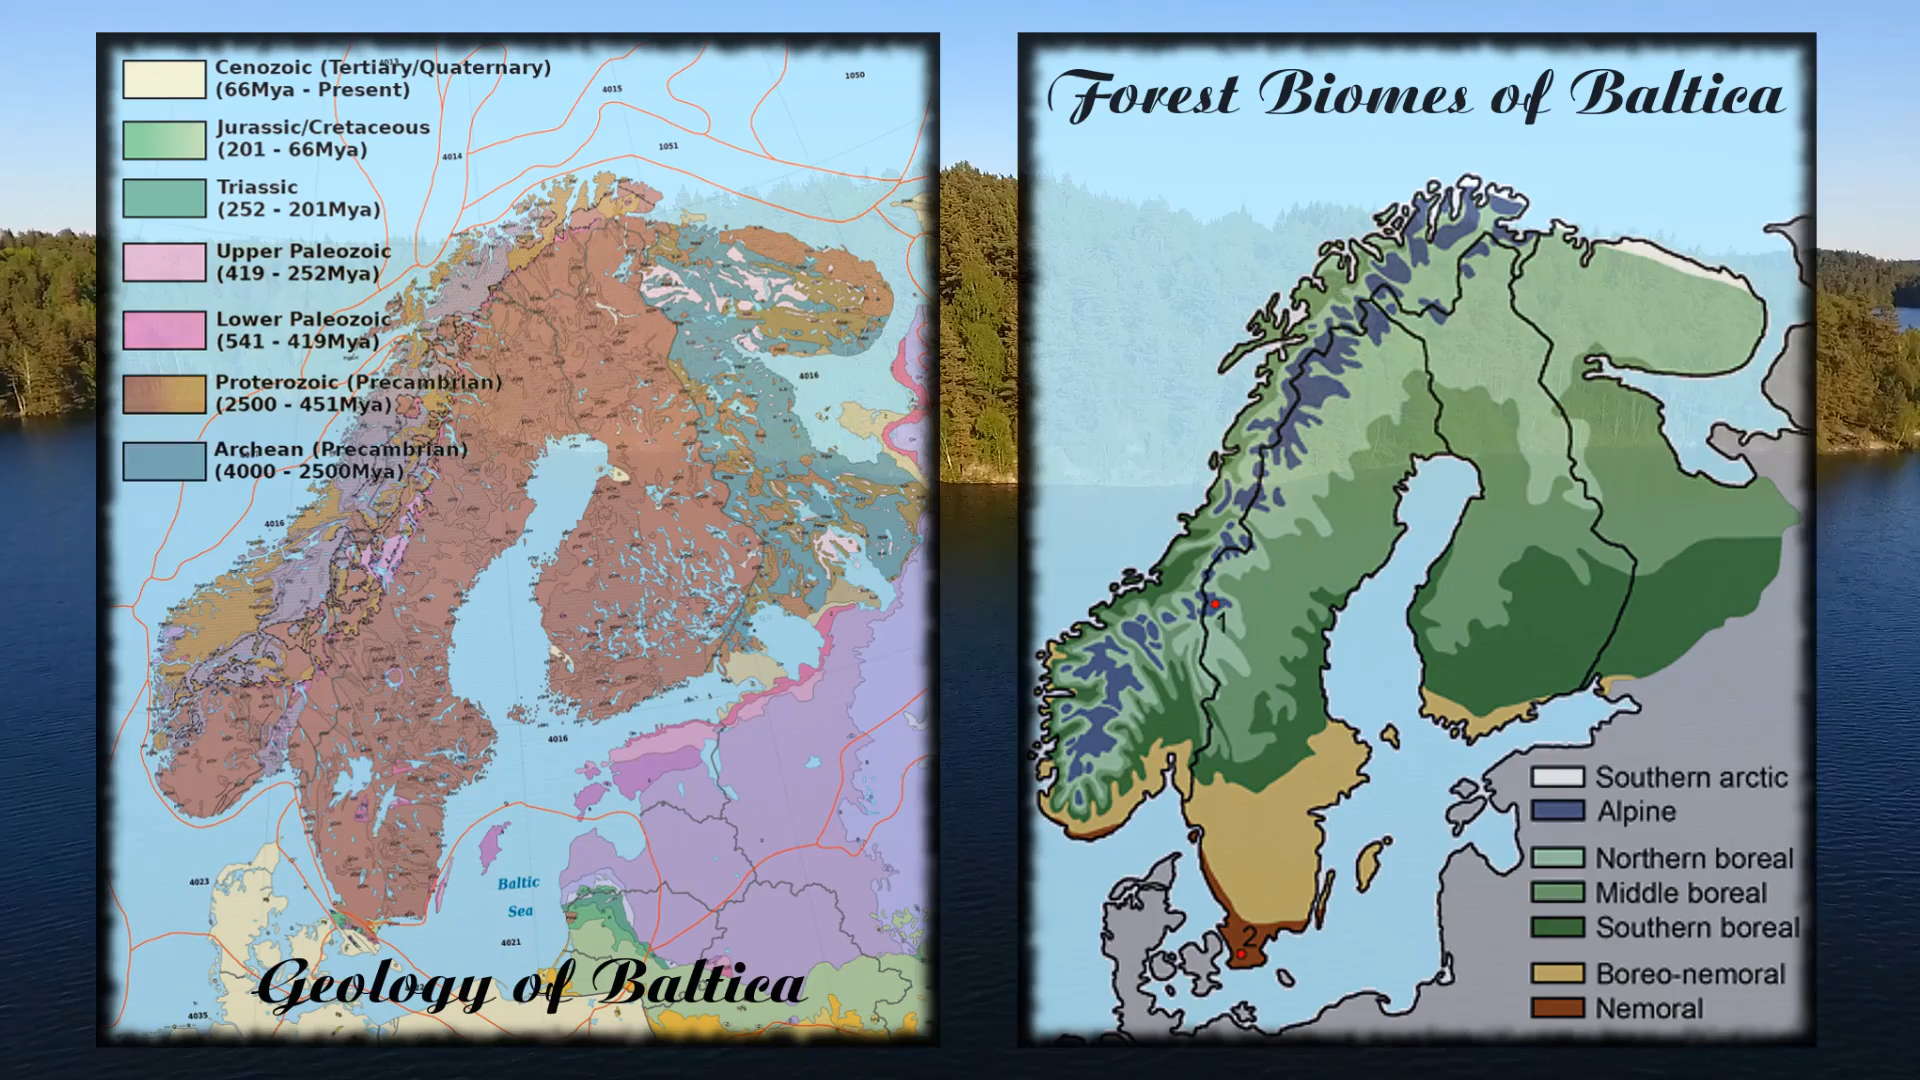 Cenozoic (Tertiary/Quaternary)
(66Mya - Present)
Jurassic/Cretaceous
(201 - 66Mya)
Triassic
(252 - 201Mya)
Upper Paleozoic
(419 - 252Mya)
Lower Paleozoic
(541 - 419Mya)
Proterozoic (Precambrian)
(2500 - 451Mya)
Archean (Precambrian)
(4000 - 2500Mya)
4013
4015
1050
4014
1051
4016
4016
4016
4023
Baltic
Sea
4021
4035
Geology of Baltica
Forest Biomes of Baltica
1
2
Southern arctic
Alpine
Northern boreal
Middle boreal
Southern boreal
Boreo-nemoral
Nemoral